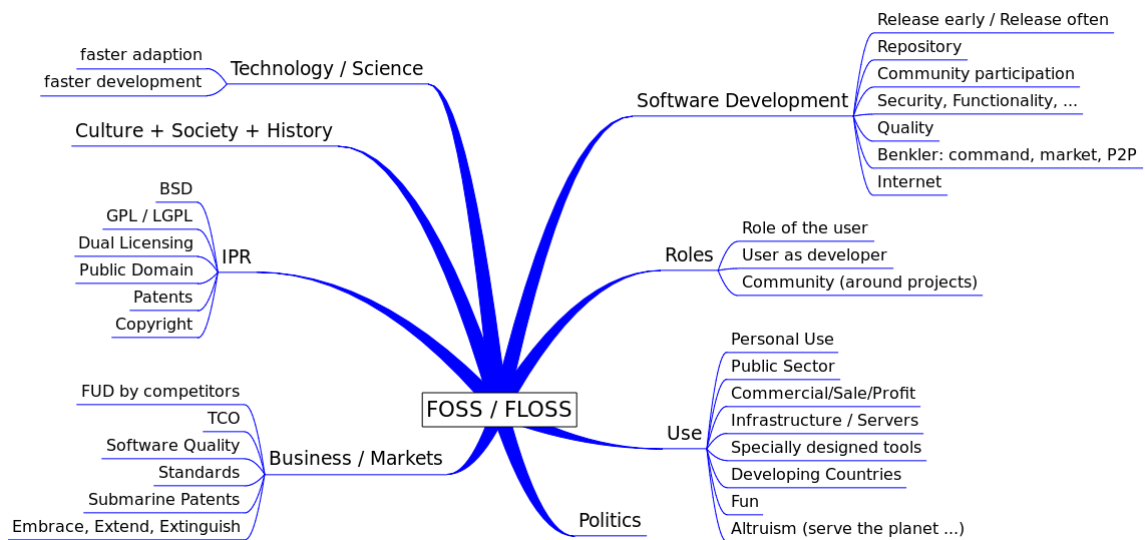 faster adaption
faster development
Technology / Science
Culture + Society + History
BSD
GPL / LGPL
Dual Licensing
Public Domain
Patents
Copyright
IPR
FUD by competitors
TCO
Software Quality
Standards
Submarine Patents
Embrace, Extend, Extinguish
Business / Markets
FOSS / FLOSS
Software Development
Release early / Release often
Repository
Community participation
Security, Functionality, ...
Quality
Benkler: command, market, P2P
Internet
Roles
Role of the user
User as developer
Community (around projects)
Use
Personal Use
Public Sector
Commercial/Sale/Profit
Infrastructure / Servers
Specially designed tools
Developing Countries
Fun
Altruism (serve the planet ...)
Politics